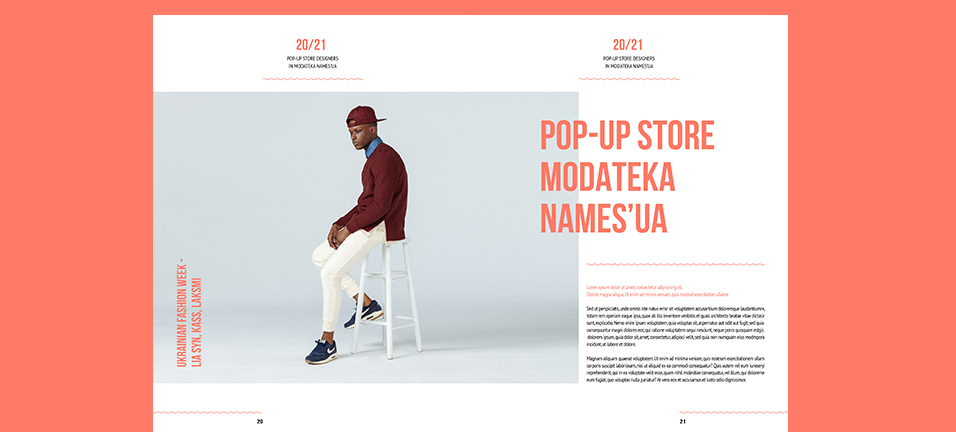 20/21
POP-UP STORE DESIGNERS
IN MODATEKA NAMES'UA
20/21
POP-UP STORE DESIGNERS
IN MODATEKA NAMES'UA
POP-UP STORE
MODATEKA
NAMES'UA
UKRAINIAN FASHION WEEK -
LIA SYN, KASS, LAKSMI
Lorem ipsum dolor sit amet, consectetur adipiscing eli.
Dolore magna aliqua. Ut enim ad minim veniam, quis nostrud exercitation ullamc.
Sed ut perspiciatis, unde omnis iste natus error sit voluptatem accusantium doloremque laudantiumre,
totam rem aperiam eaque ipsa, quae ab illo inventore veritatis et quasi architecto beatae vitae dictasir
sunt, explicabo. Nemo enim ipsam voluptatem, quia voluptas sit, aspernatur aut odit aut fugit, sed quia
consequuntur magni dolores eos, qui ratione voluptatem sequi nesciunt, neque porro quisquam estgis
dolorem ipsum, quia dolor sit, amet, consectetur, adipisci velit, sed quia non numquam eius modtempora
incidunt, ut labore et dolore.
Magnam aliquam quaerat voluptatem. Ut enim ad minima veniam, quis nostrum exercitationem ullam
corporis suscipit laboriosam, nisi ut aliquid ex ea commodi consequatur? Quis autem vel eum iureseryi
reprehenderit, qui in ea voluptate velit esse, quam nihil molestiae consequatur, vel illum, qui doloreme
eum fugiat, quo voluptas nulla pariatur? At vero eos et accusamus et iusto odio dignissimos
20
21